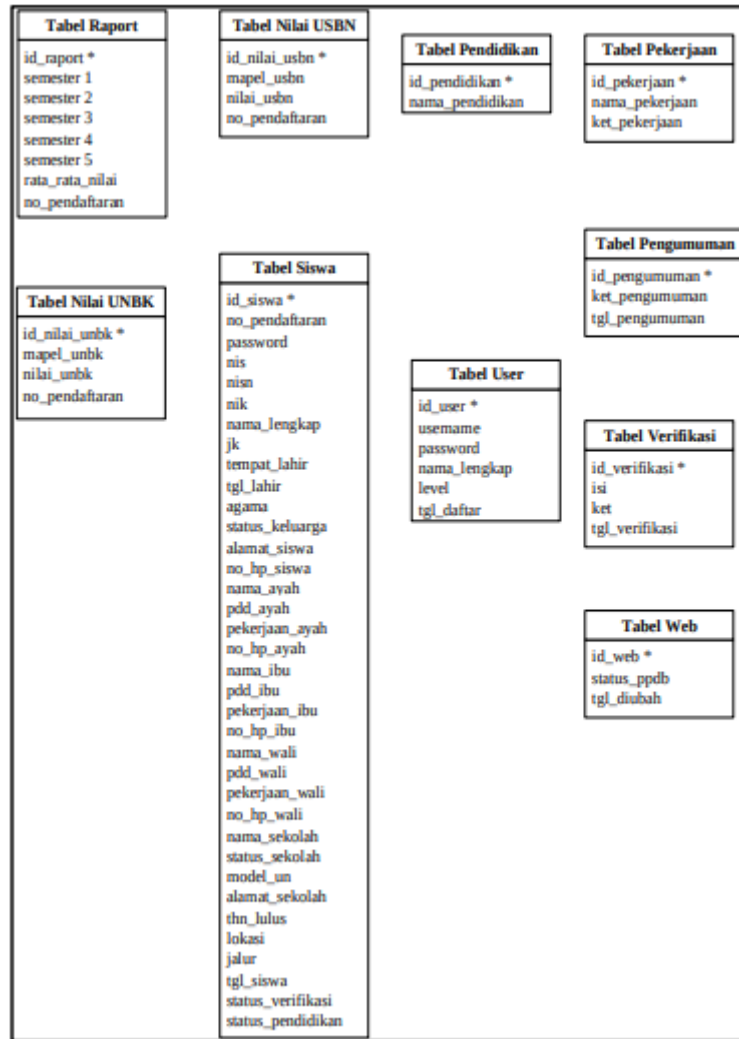 Tabel Raport
id_raport *
semester 1
semester 2
semester 3
semester 4
semester 5
rata_rata_nilai
no_pendaftaran
Tabel Nilai USBN
id_nilai_usbn *
mapel_usbn
nilai_usbn
no_pendaftaran
Tabel Pendidikan
id_pendidikan *
nama_pendidikan
Tabel Pekerjaan
id_pekerjaan *
nama_pekerjaan
ket_pekerjaan
Tabel Nilai UNBK
id_nilai_unbk *
mapel_unbk
nilai_unbk
no_pendaftaran
Tabel Siswa
id_siswa *
no_pendaftaran
password
nis
nisn
nik
nama_lengkap
jk
tempat_lahir
tgl_lahir
agama
status_keluarga
alamat_siswa
no_hp_siswa
nama_ayah
pdd_ayah
pekerjaan_ayah
no_hp_ayah
nama_ibu
pdd_ibu
pekerjaan_ibu
no_hp_ibu
nama_wali
pdd_wali
pekerjaan_wali
no_hp_wali
nama_sekolah
status_sekolah
model_un
alamat_sekolah
thn_lulus
lokasi
jalur
tgl_siswa
status_verifikasi
status_pendidikan
Tabel User
id_user *
username
password
nama_lengkap
level
tgl_daftar
Tabel Pengumuman
id_pengumuman *
ket_pengumuman
tgl_pengumuman
Tabel Verifikasi
id_verifikasi *
isi
ket
tgl_verifikasi
Tabel Web
id_web *
status_ppdb
tgl_diubah